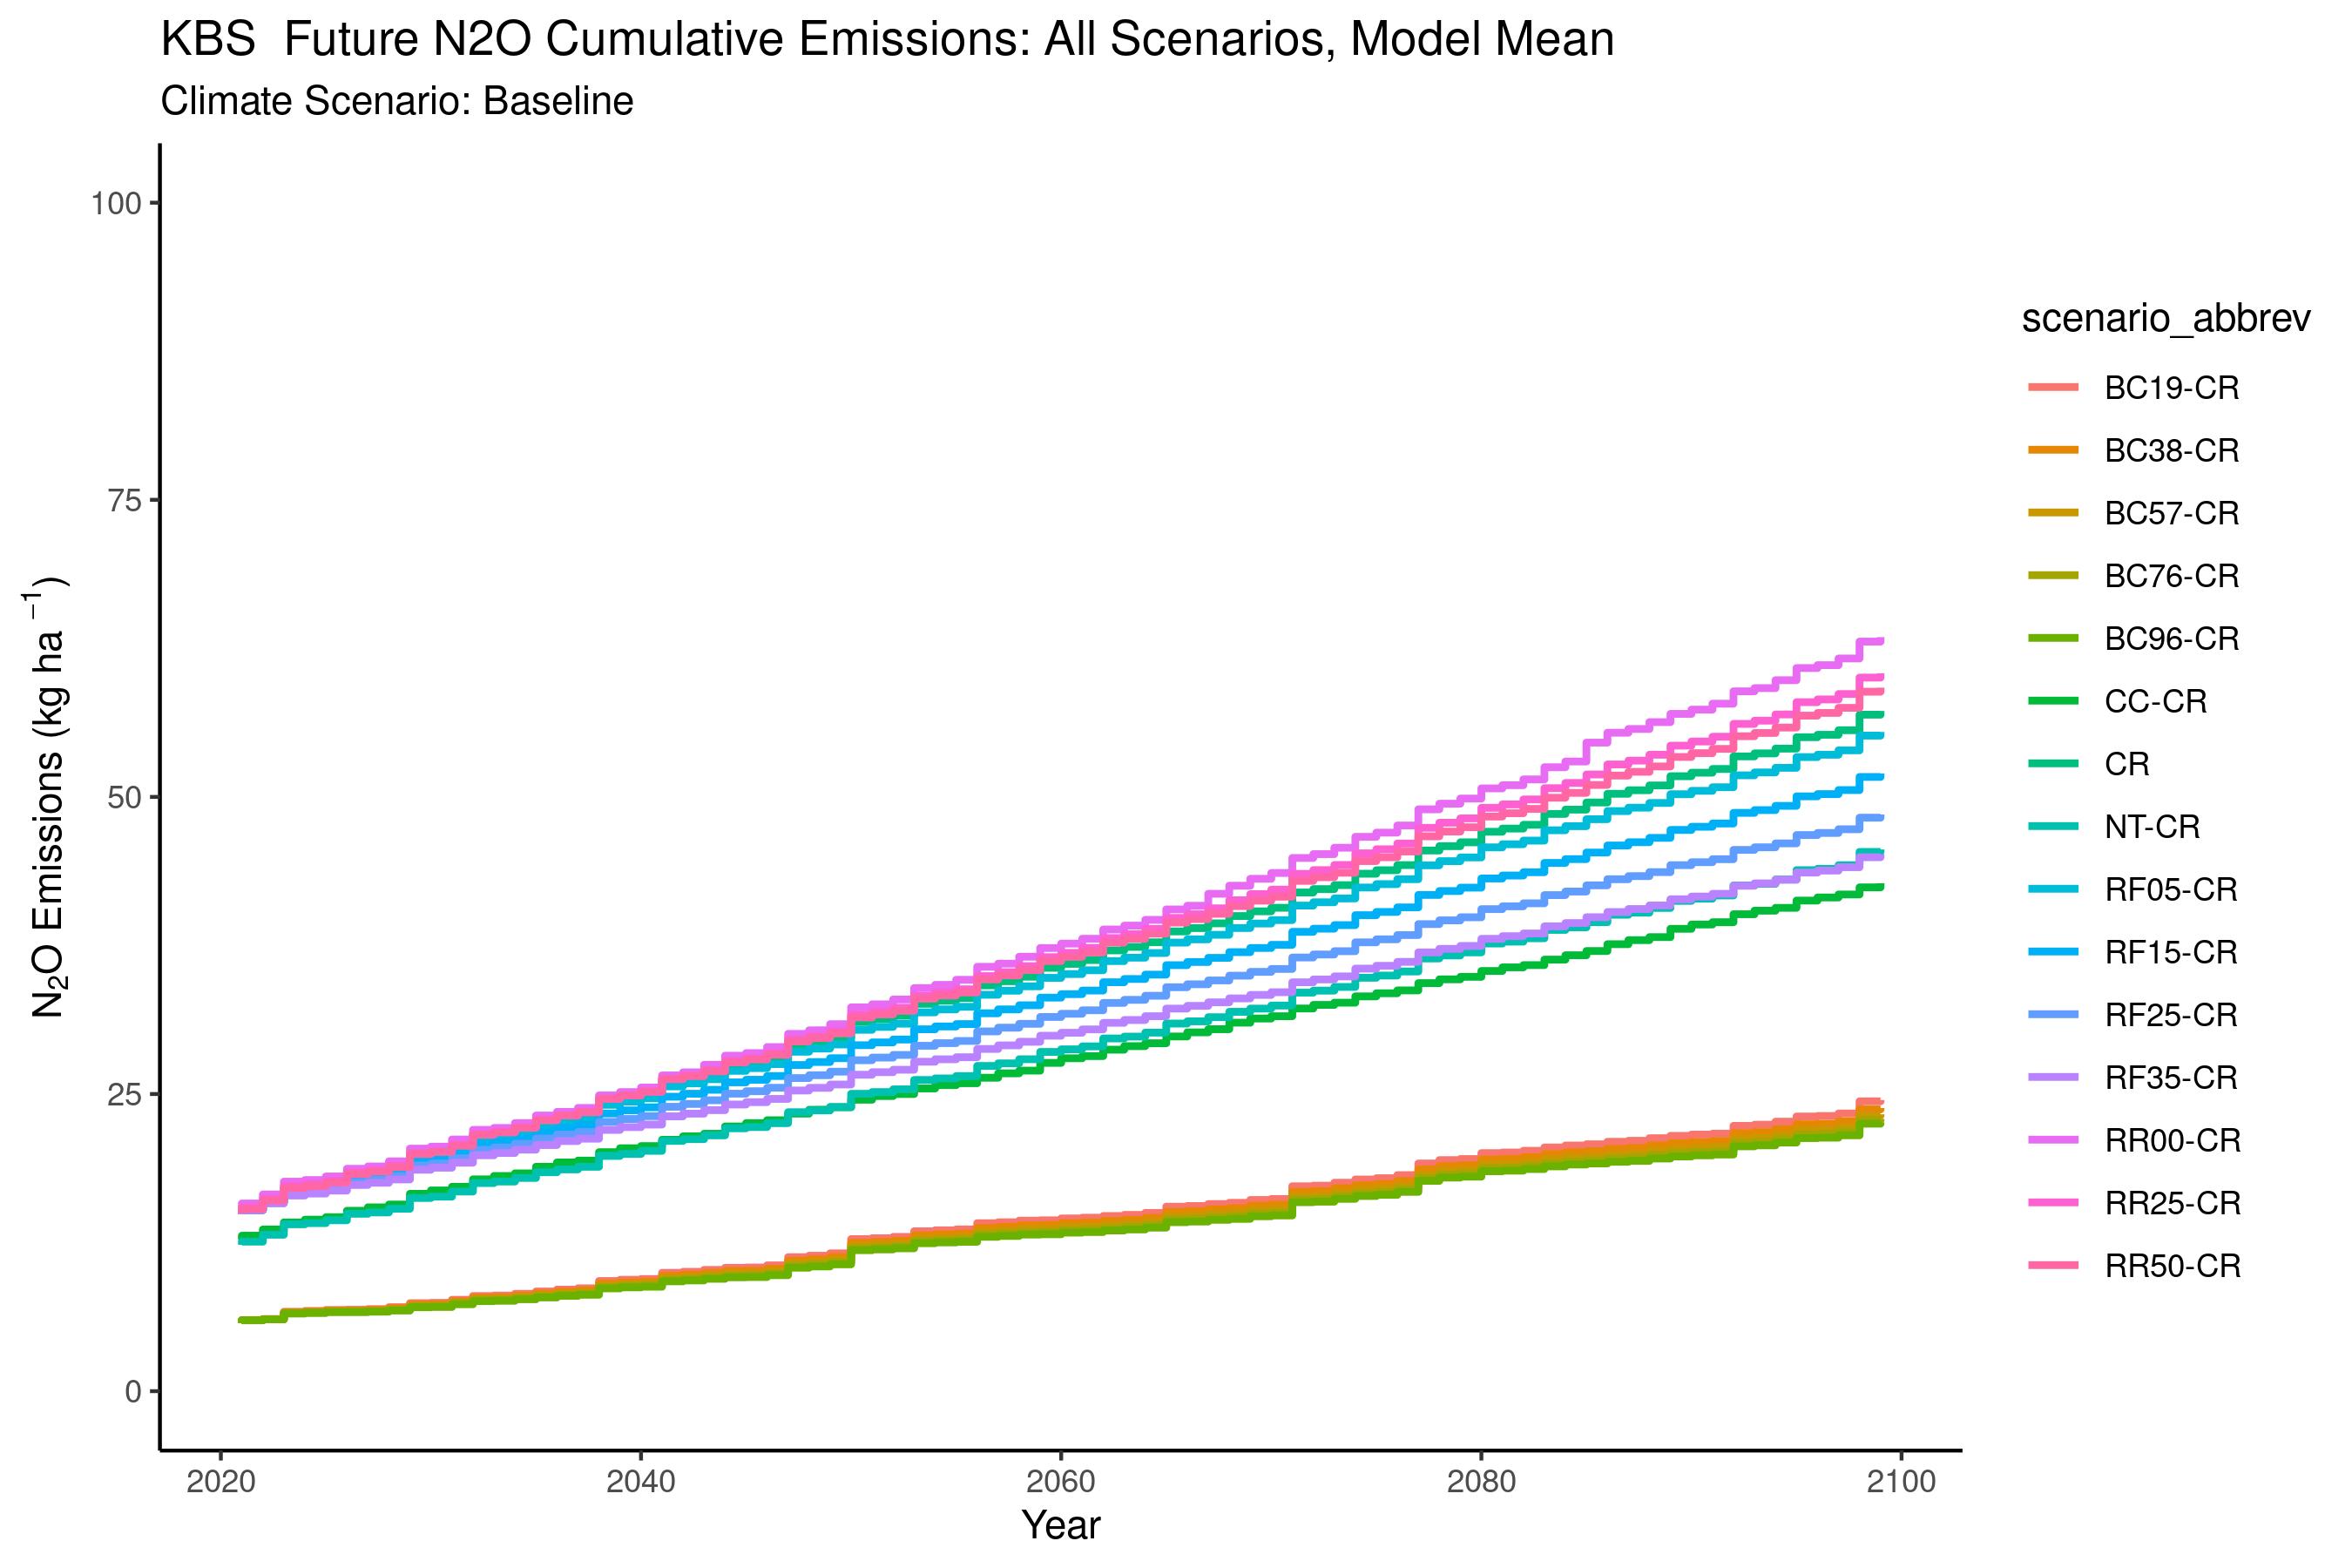 KBS  Future N2O Cumulative Emissions: All Scenarios, Model Mean
Climate Scenario: Baseline
N₂O Emissions (kg ha⁻¹)
100
75
50
25
0
2020 2040 2060 2080 2100
Year
scenario_abbrev
BC19-CR
BC38-CR
BC57-CR
BC76-CR
BC96-CR
CC-CR
CR
NT-CR
RF05-CR
RF15-CR
RF25-CR
RF35-CR
RR00-CR
RR25-CR
RR50-CR